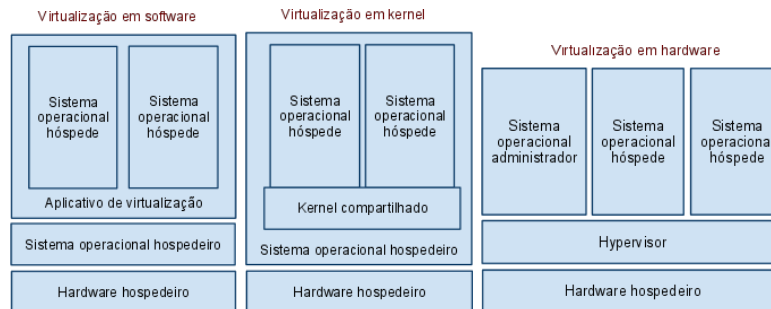 Virtualização em software
Sistema
operacional
hóspede
Sistema
operacional
hóspede
Aplicativo de virtualização
Sistema operacional hospedeiro
Hardware hospedeiro
Virtualização em kernel
Sistema
operacional
hóspede
Sistema
operacional
hóspede
Kernel compartilhado
Sistema operacional hospedeiro
Hardware hospedeiro
Virtualização em hardware
Sistema
operacional
administrador
Sistema
operacional
hóspede
Sistema
operacional
hóspede
Hypervisor
Hardware hospedeiro